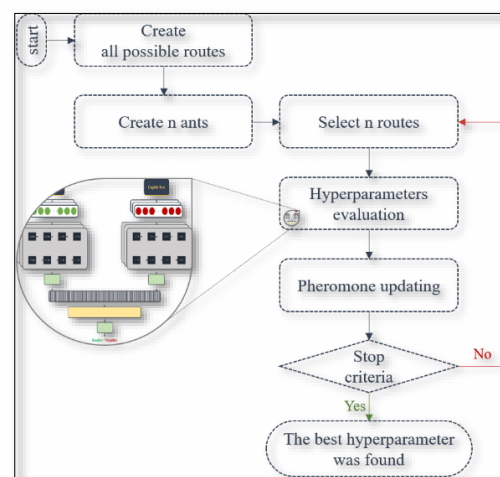 start
Create
all possible routes
Create n ants
Select n routes
Hyperparameters
evaluation
Pheromone updating
Stop
criteria
No
Yes
The best hyperparameter
was found